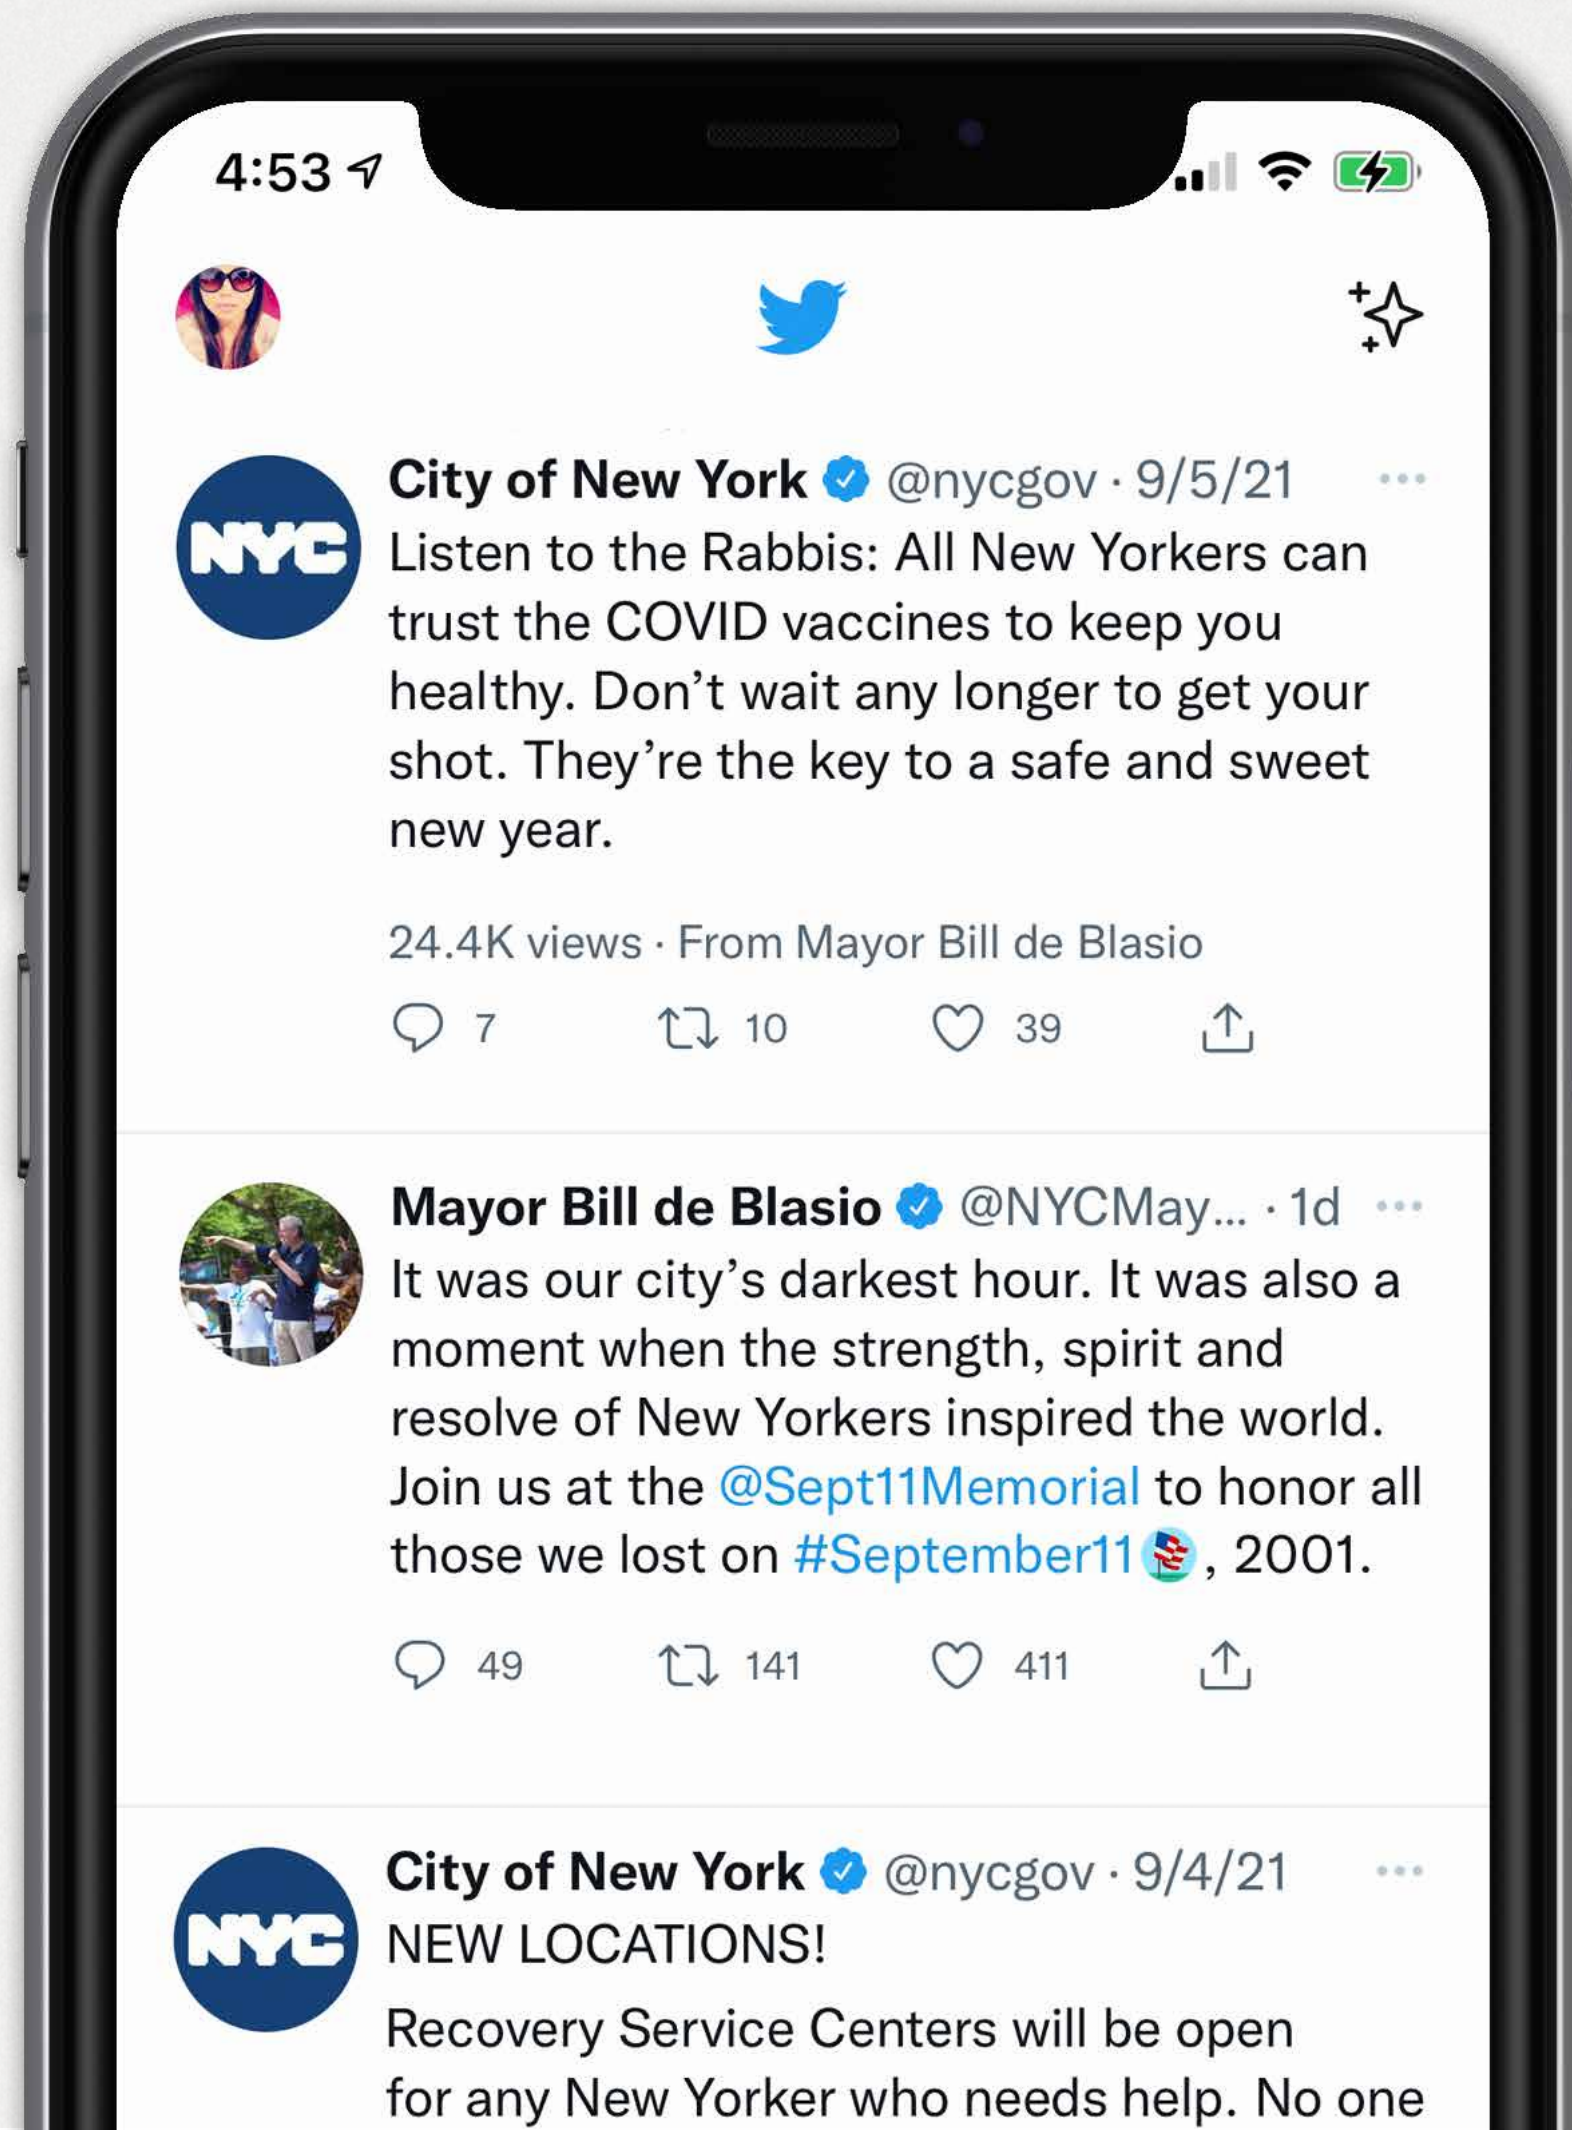 4:53
City of New York @nycgov · 9/5/21
NYC
Listen to the Rabbis: All New Yorkers can
trust the COVID vaccines to keep you
healthy. Don’t wait any longer to get your
shot. They’re the key to a safe and sweet
new year.
24.4K views · From Mayor Bill de Blasio
7 10 39
Mayor Bill de Blasio @NYCMay... · 1d
It was our city’s darkest hour. It was also a
moment when the strength, spirit and
resolve of New Yorkers inspired the world.
Join us at the @Sept11Memorial to honor all
those we lost on #September11, 2001.
49 141 411
City of New York @nycgov · 9/4/21
NYC
NEW LOCATIONS!
Recovery Service Centers will be open
for any New Yorker who needs help. No one